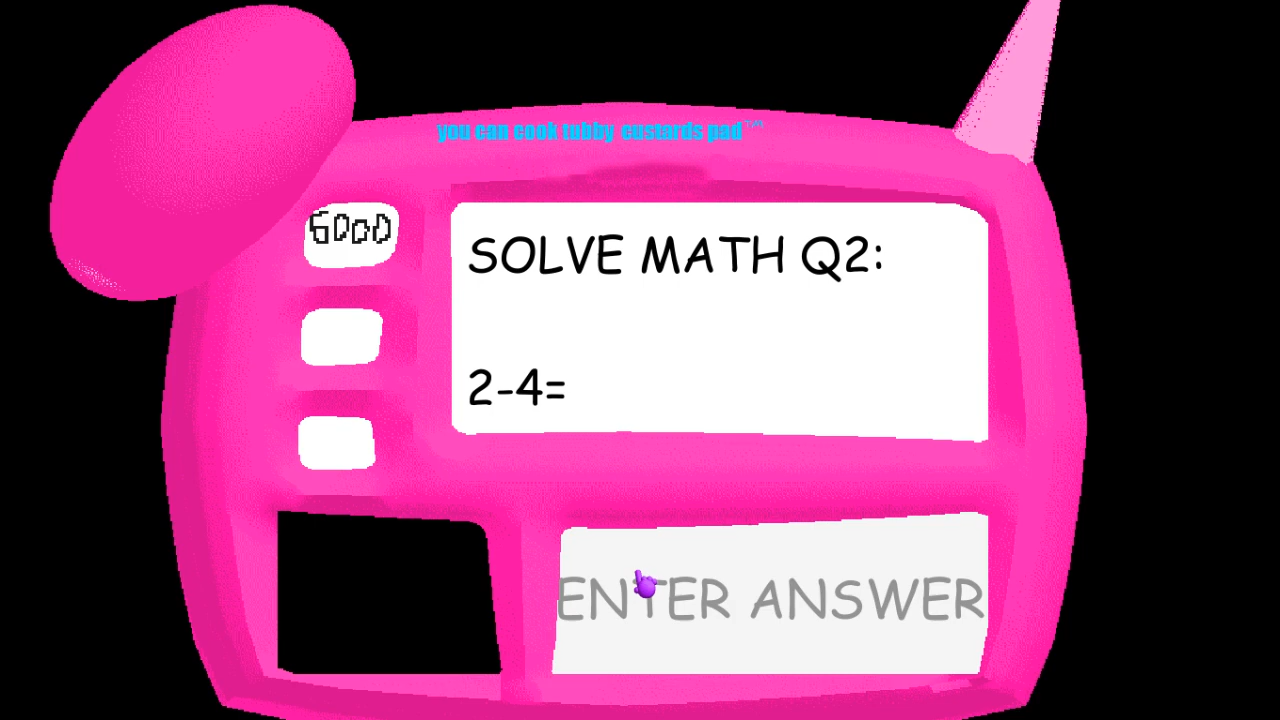 you can cook tubby custards pad™
GOOD
SOLVE MATH Q2:
2-4=
ENTER ANSWER